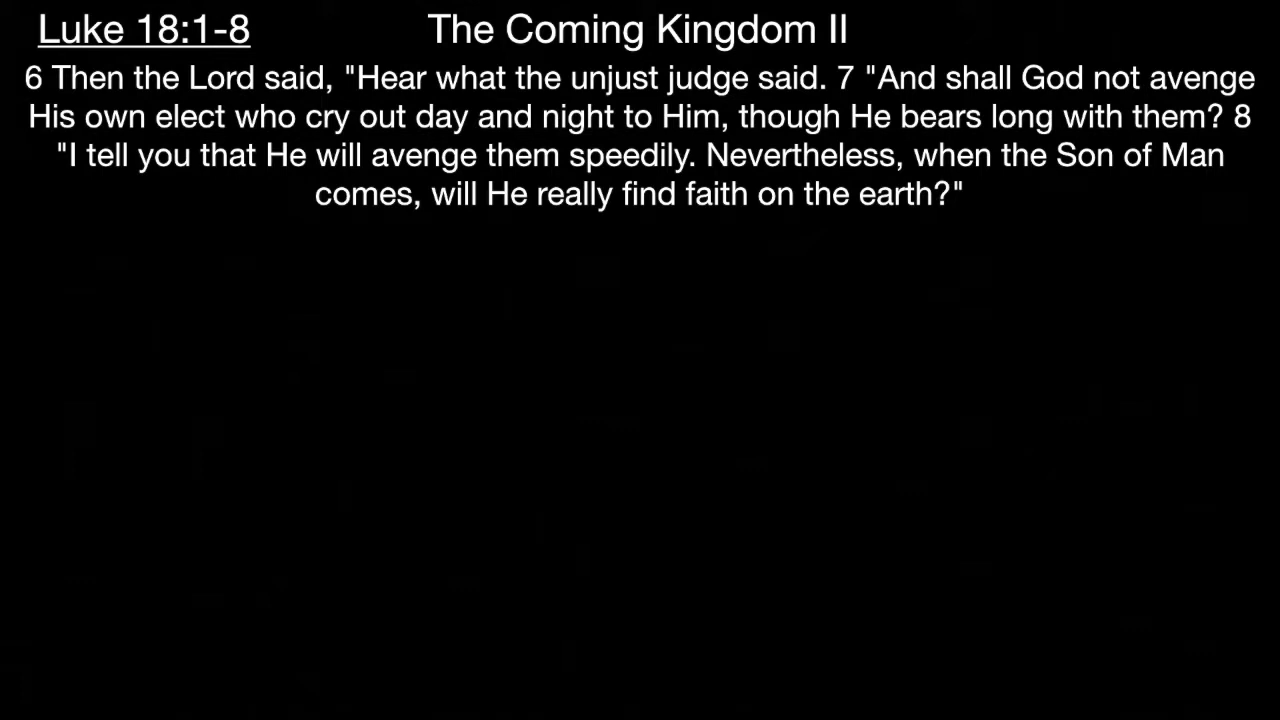 Luke 18:1-8 The Coming Kingdom II
6 Then the Lord said, "Hear what the unjust judge said. 7 "And shall God not avenge
His own elect who cry out day and night to Him, though He bears long with them? 8
"I tell you that He will avenge them speedily. Nevertheless, when the Son of Man
comes, will He really find faith on the earth?"